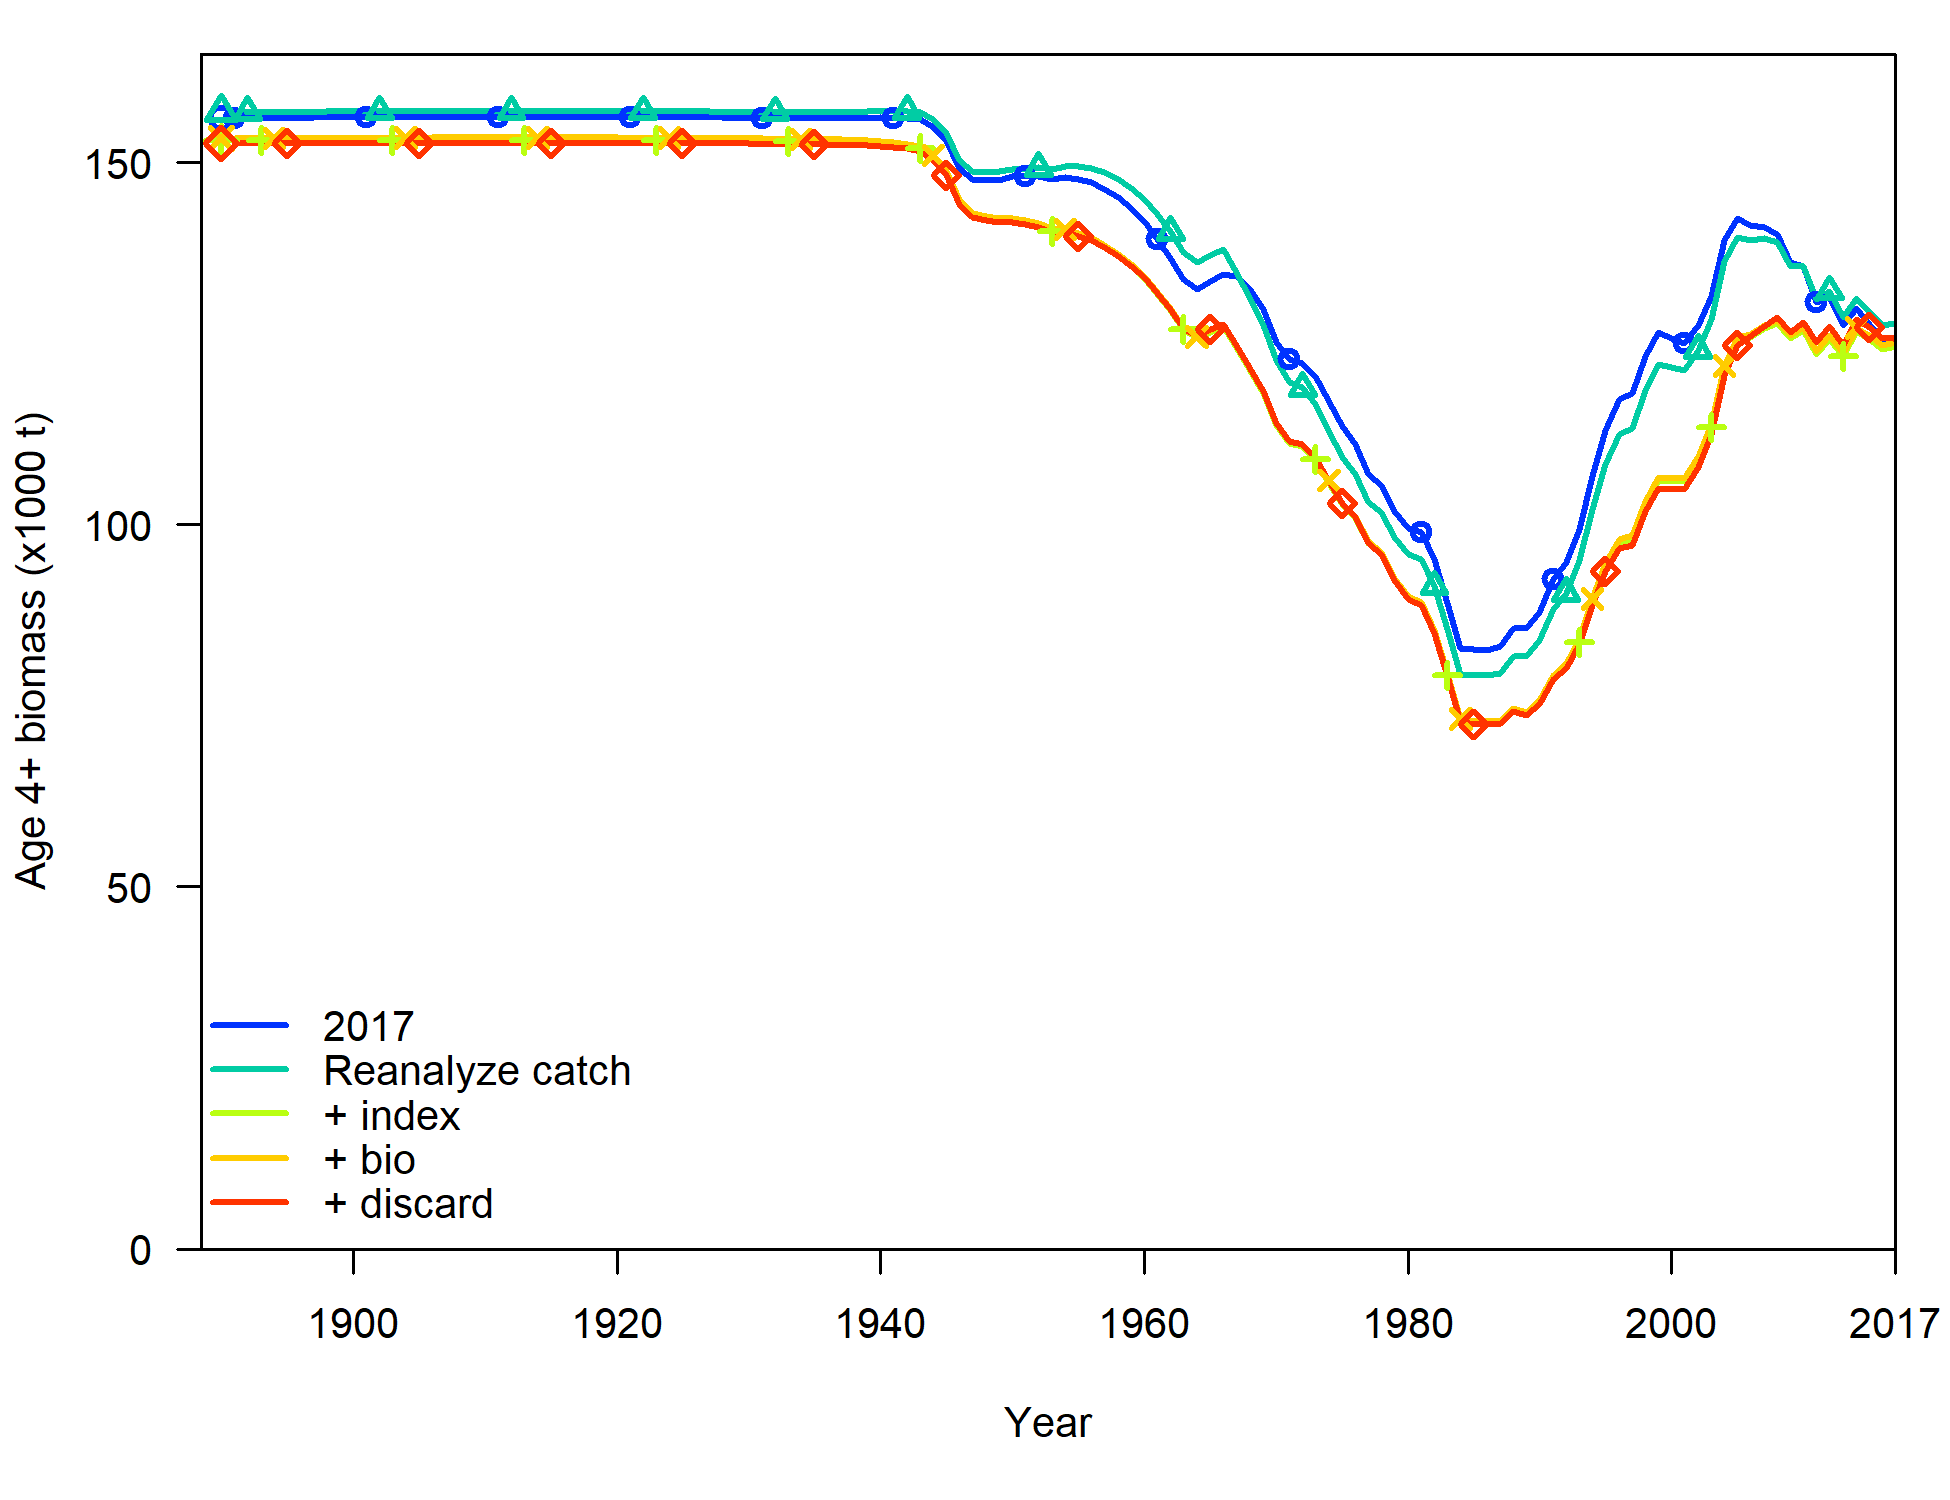 Age 4+ biomass (x1000 t)
150
100
50
0
2017
Reanalyze catch
+ index
+ bio
+ discard
1900
1920
1940
1960
1980
2000
2017
Year